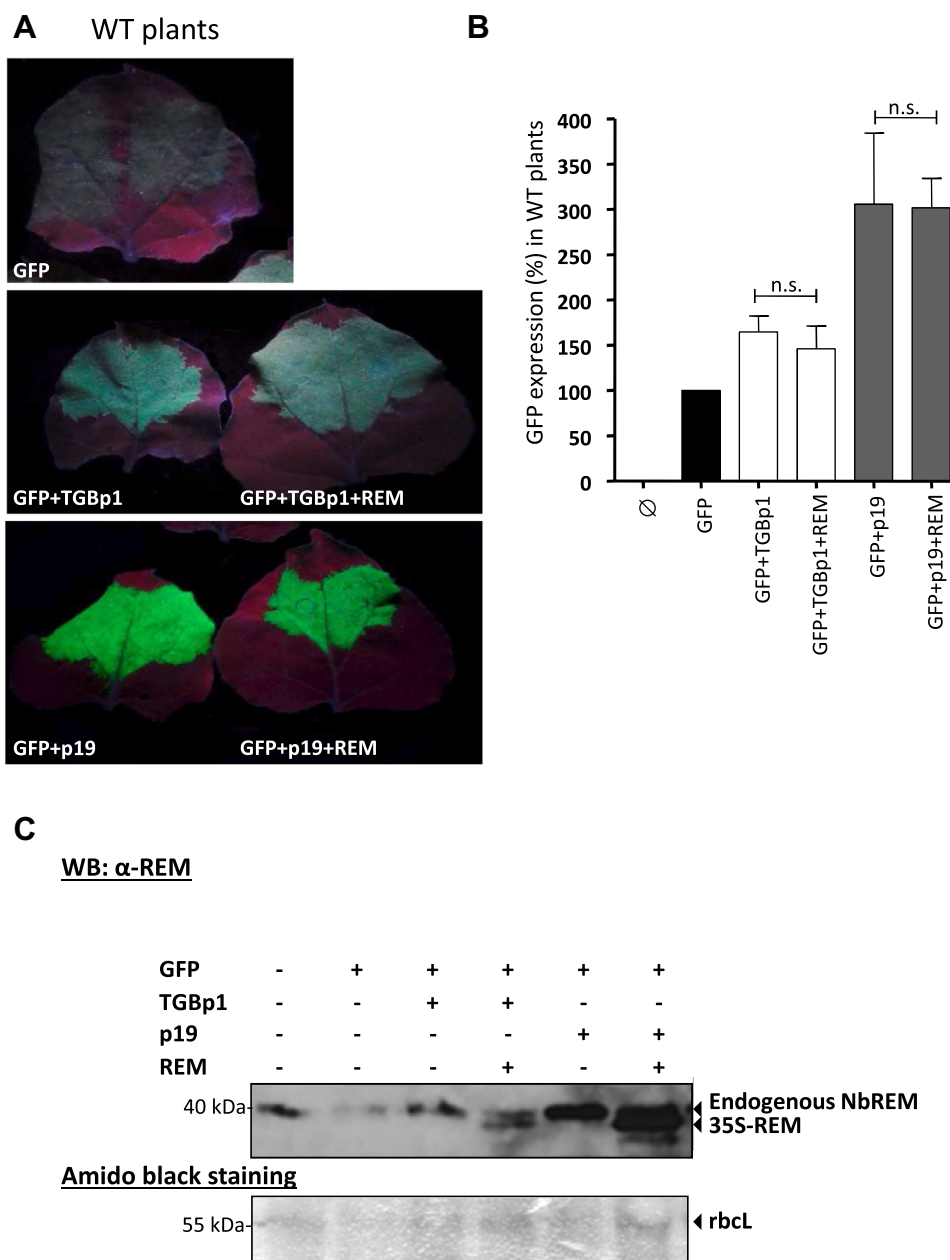 A
WT plants
GFP
GFP+TGBp1
GFP+TGBp1+REM
GFP+p19
GFP+p19+REM
B
GFP expression (%) in WT plants
400
350
300
250
200
150
100
50
0
n.s.
n.s.
∅
GFP
GFP+TGBp1
GFP+TGBp1+REM
GFP+p19
GFP+p19+REM
C
WB: α-REM
GFP - + + + + +
TGBp1 - - + + - -
p19 - - - - + +
REM - - - + - +
40 kDa-
Endogenous NbREM
35S-REM
Amido black staining
55 kDa-
rbcL